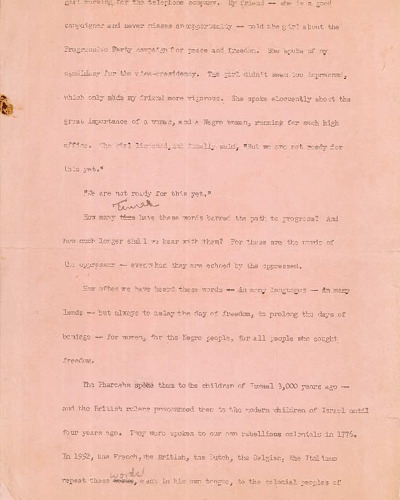 girl working for the telephone company. My friend -- she is a good
campaigner and never misses an opportunity -- told the girl about the
Progressive Party campaign for peace and freedom. She spoke of my
candidacy for the vice-presidency. The girl didn't seem too impressed,
which only made my friend more vigorous. She spoke eloquently about the
great importance of a woman, and a Negro woman, running for such high
office. The girl listened, and finally said, "But we are not ready for
this yet."
"We are not ready for this yet."
times
How many have these words barred the path to progress? And
how much longer shall we bear with them? For these are the words of
the oppressor -- even when they are echoed by the oppressed.
How often we have heard these words -- in many languages -- in many
lands -- but always to delay the day of freedom, to prolong the days of
bondage -- for women, for the Negro people, for all people who sought
freedom.
The Pharoahs spoke them to the children of Israel 3,000 years ago --
and the British rulers pronounced them to the modern children of Israel until
four years ago. They were spoken to our own rebellious colonials in 1776.
In 1952, the French, the British, the Dutch, the Belgian, the Italians
words
repeat these each in his own tongue, to the colonial peoples of